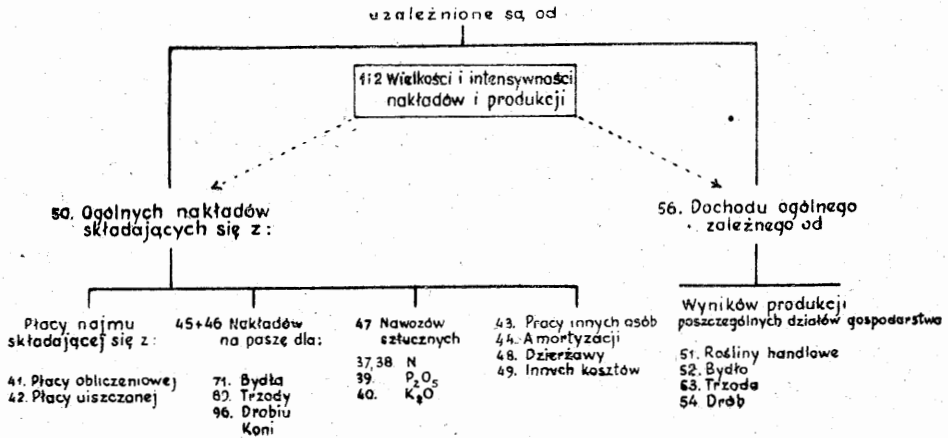 uzależnione są od
1i2 Wielkości i intensywności
nakładów i produkcji
50. Ogólnych nakładów
składających się z:
56. Dochodu ogólnego
zależnego od
Płacy najmu
składającej się z:
41. Płacy obliczeniowej
42. Płacy uiszczanej
45+46 Nakładów
na paszę dla:
71. Bydła
80. Trzody
96. Drobiu
Koni
47 Nawozów
sztucznych
37,38 N
39. P₂O₅
40. K₂O
43. Pracy innych osób
44. Amortyzacji
48. Dzierżawy
49. Innych kosztów
Wyników produkcji
poszczególnych działów gospodarstwa
51. Rośliny handlowe
52. Bydło
53. Trzoda
54. Drób